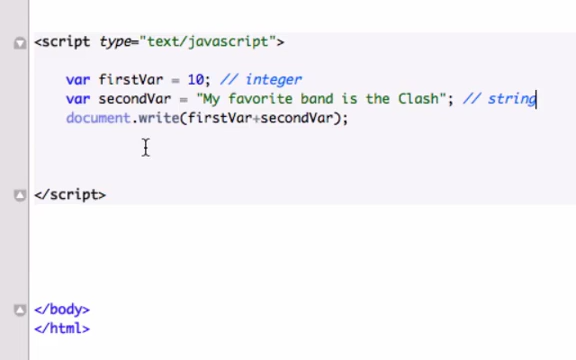 <script type="text/javascript">
var firstVar = 10; // integer
var secondVar = "My favorite band is the Clash"; // string
document.write(firstVar+secondVar);
</script>
</body>
</html>